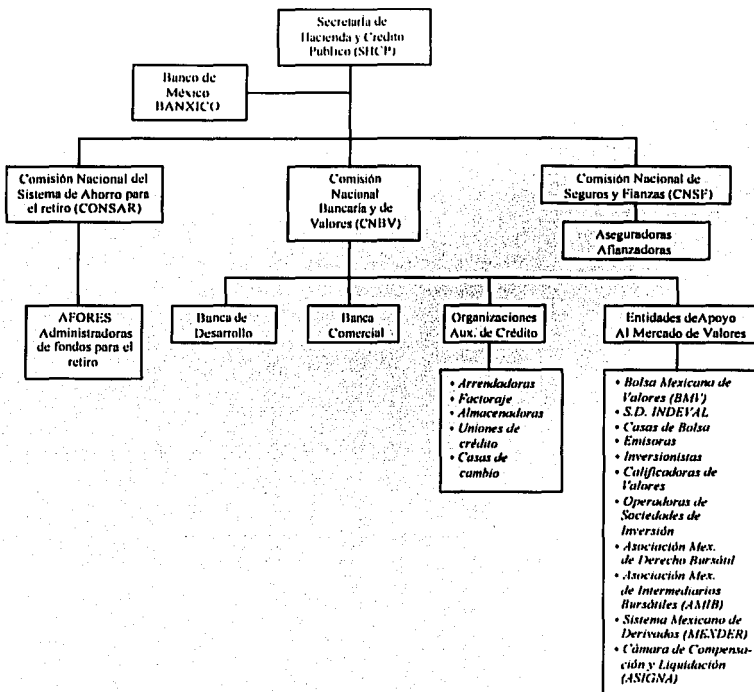 Secretaría de
Hacienda y Crédito
Público (SHCP)
Banco de
México
BANXICO
Comisión Nacional del
Sistema de Ahorro para
el retiro (CONSAR)
Comisión
Nacional
Bancaria y de
Valores (CNBV)
Comisión Nacional de
Seguros y Fianzas (CNSF)
Aseguradoras
Afianzadoras
AFORES
Administradoras
de fondos para el
retiro
Banca de
Desarrollo
Banca
Comercial
Organizaciones
Aux. de Crédito
Entidades deApoyo
Al Mercado de Valores
• Arrendadoras
• Factoraje
• Almacenadoras
• Uniones de
crédito
• Casas de
cambio
• Bolsa Mexicana de
Valores (BMV)
• S.D. INDEVAL
• Casas de Bolsa
• Emisoras
• Inversionistas
• Calificadoras de
Valores
• Operadoras de
Sociedades de
Inversión
• Asociación Mex.
de Derecho Bursátil
• Asociación Mex.
de Intermediarios
Bursátiles (AMIB)
• Sistema Mexicano de
Derivados (MEXDER)
• Cámara de Compensa-
ción y Liquidación
(ASIGNA)